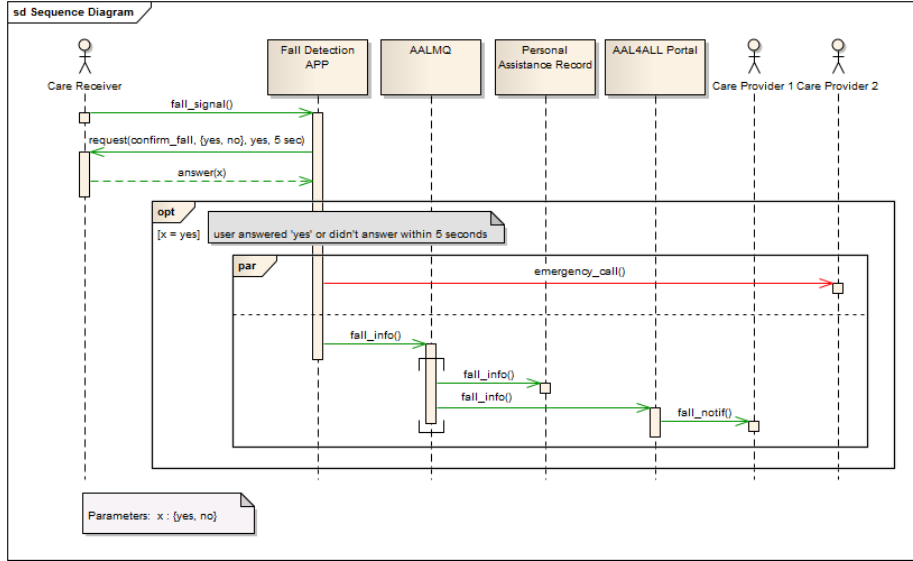 sd Sequence Diagram
Care Receiver
Fall Detection
APP
AALMQ
Personal
Assistance Record
AAL4ALL Portal
Care Provider 1
Care Provider 2
fall_signal()
request(confirm_fall, {yes, no}, yes, 5 sec)
answer(x)
opt
[x = yes]
user answered 'yes' or didn't answer within 5 seconds
par
emergency_call()
fall_info()
fall_info()
fall_info()
fall_notif()
Parameters: x : {yes, no}